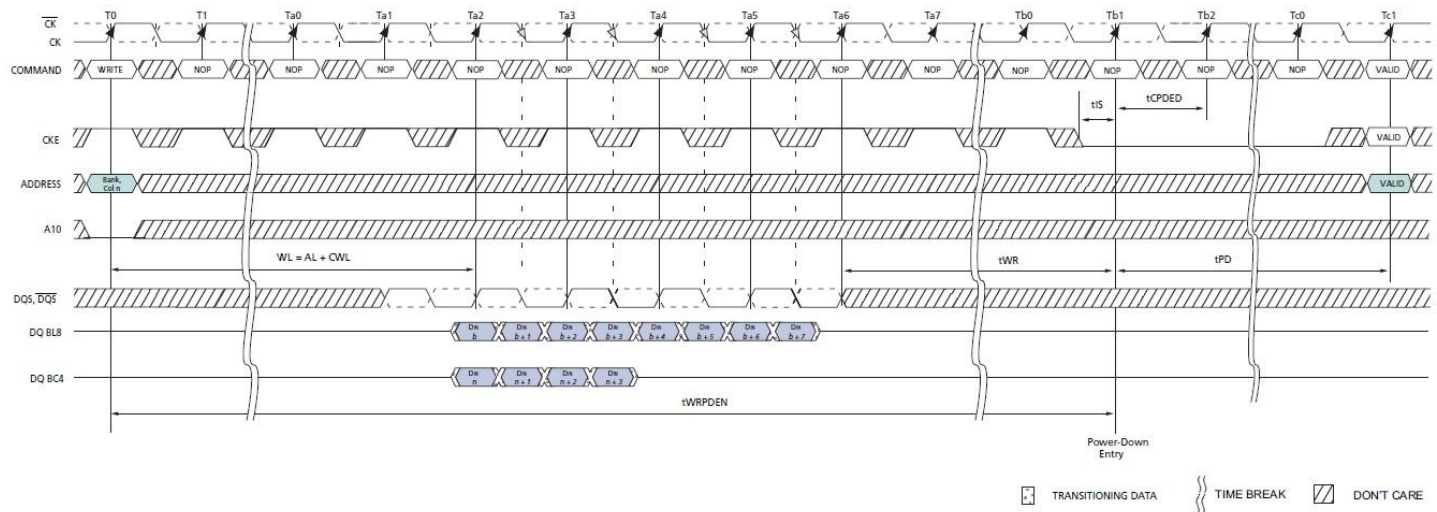 T0 T1 Ta0 Ta1 Ta2 Ta3 Ta4 Ta5 Ta6 Ta7 Tb0 Tb1 Tb2 Tc0 Tc1
CK
CK
COMMAND WRITE NOP NOP NOP NOP NOP NOP NOP NOP NOP NOP NOP NOP NOP VALID
tIS tCPDED
CKE VALID
ADDRESS Bank, Col n VALID
A10
WL = AL + CWL tWR tPD
DQS, DQS
DQ BL8 DIN b DIN b + 1 DIN b + 2 DIN b + 3 DIN b + 4 DIN b + 5 DIN b + 6 DIN b + 7
DQ BC4 DIN n DIN n + 1 DIN n + 2 DIN n + 3
tWRPDEN
Power-Down
Entry
TRANSITIONING DATA TIME BREAK DON'T CARE